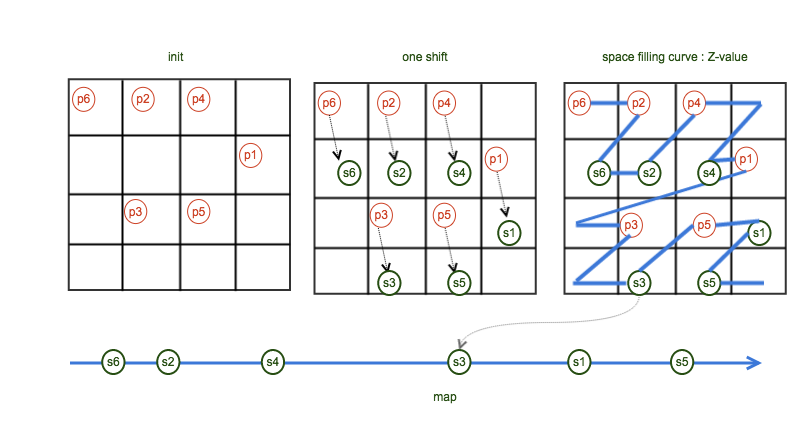 init
one shift
space filling curve : Z-value
p6 p2 p4
p1
p3 p5
p6 p2 p4
p1
s6 s2 s4
p3 p5
s1
s3 s5
p6 p2 p4
p1
s6 s2 s4
p3 p5 s1
s3 s5
s6 s2 s4 s3 s1 s5
map